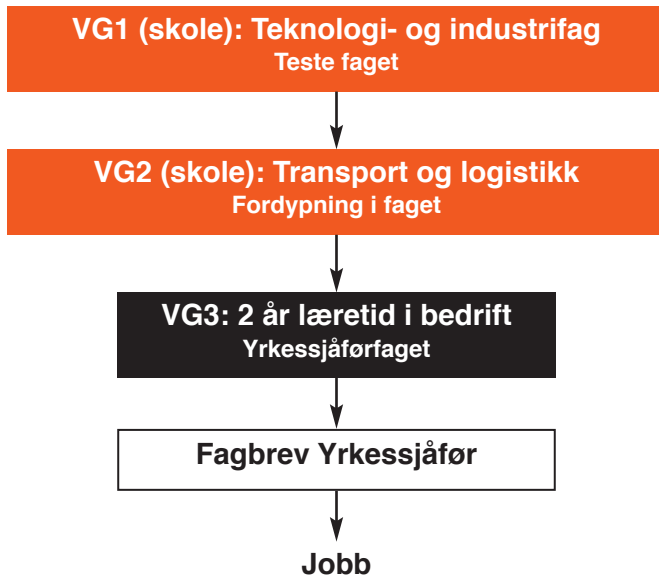 VG1 (skole): Teknologi- og industrifag
Teste faget
VG2 (skole): Transport og logistikk
Fordypning i faget
VG3: 2 år læretid i bedrift
Yrkessjåførfaget
Fagbrev Yrkessjåfør
Jobb